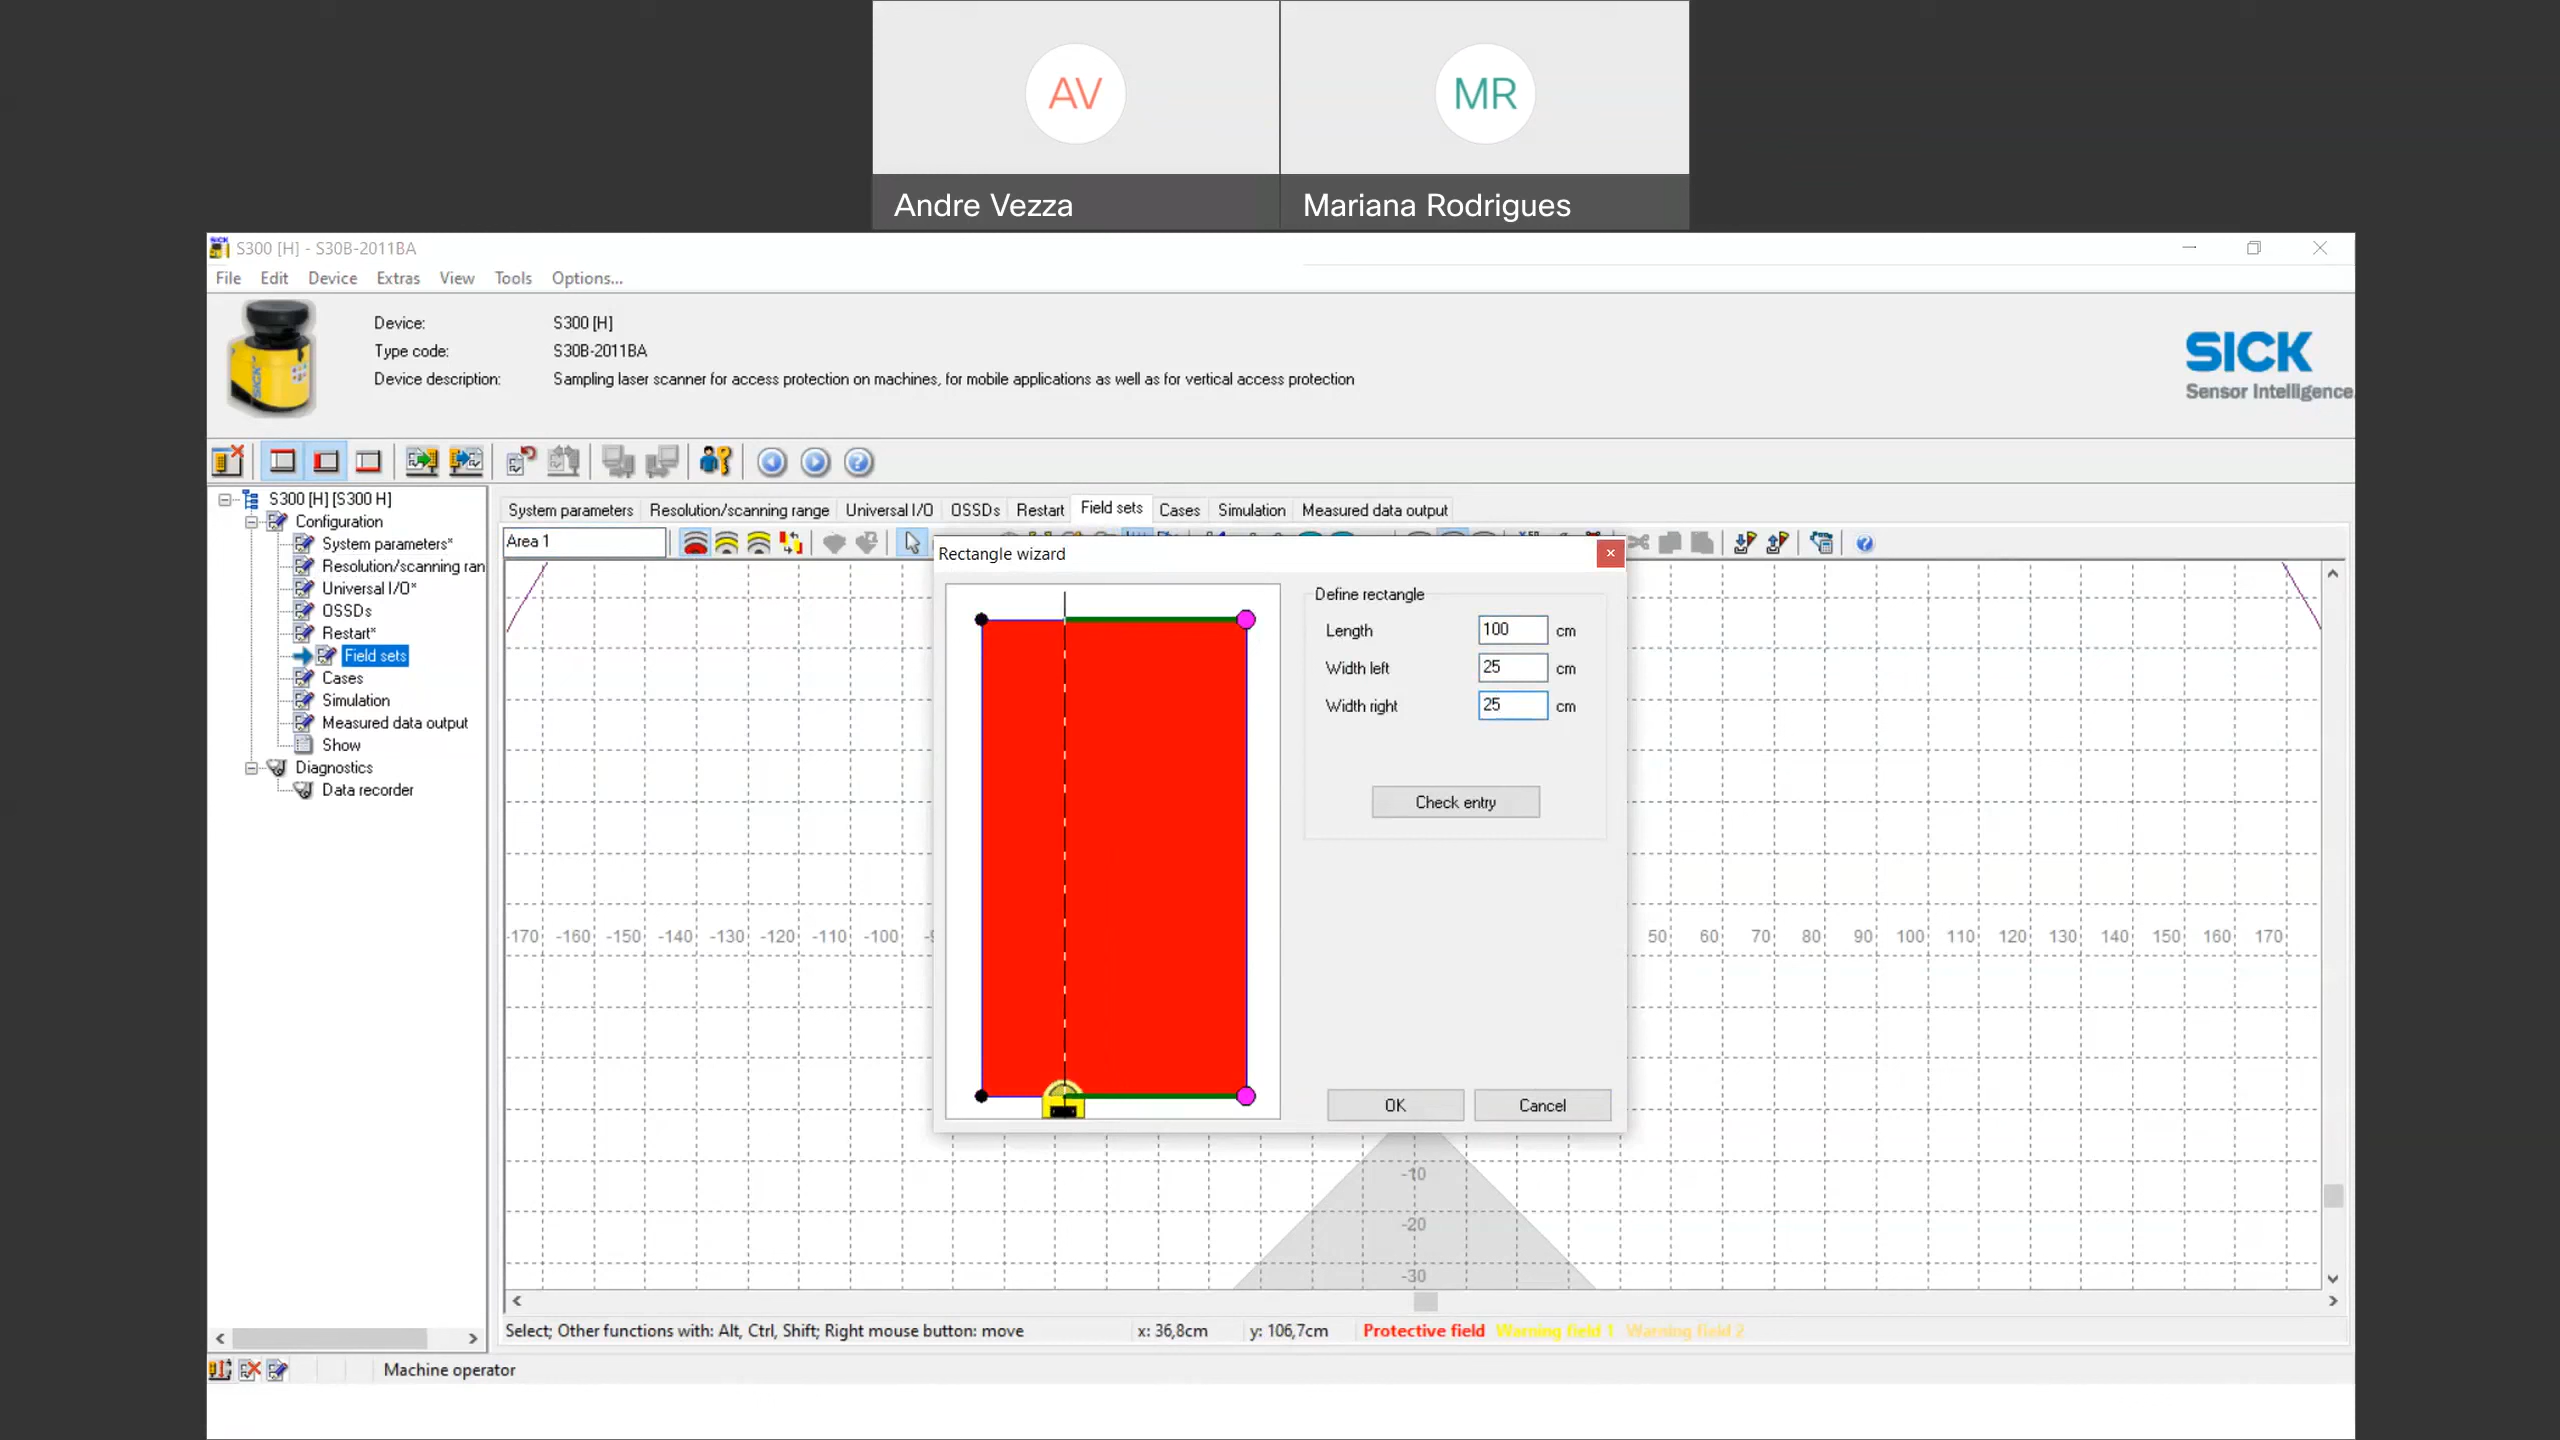 AV
MR
Andre Vezza
Mariana Rodrigues
S300 [H] - S30B-2011BA
File Edit Device Extras View Tools Options...
Device: S300 [H]
Type code: S30B-2011BA
Device description: Sampling laser scanner for access protection on machines, for mobile applications as well as for vertical access protection
SICK
Sensor Intelligence
S300 [H] [S300 H]
Configuration
System parameters*
Resolution/scanning ran
Universal I/O*
OSSDs
Restart*
Field sets
Cases
Simulation
Measured data output
Show
Diagnostics
Data recorder
System parameters Resolution/scanning range Universal I/O OSSDs Restart Field sets Cases Simulation Measured data output
Area 1
Rectangle wizard
Define rectangle
Length 100 cm
Width left 25 cm
Width right 25 cm
Check entry
OK Cancel
-170 -160 -150 -140 -130 -120 -110 -100 50 60 70 80 90 100 110 120 130 140 150 160 170
-10
-20
-30
Select; Other functions with: Alt, Ctrl, Shift; Right mouse button: move x: 36,8cm y: 106,7cm Protective field Warning field 1 Warning field 2
Machine operator